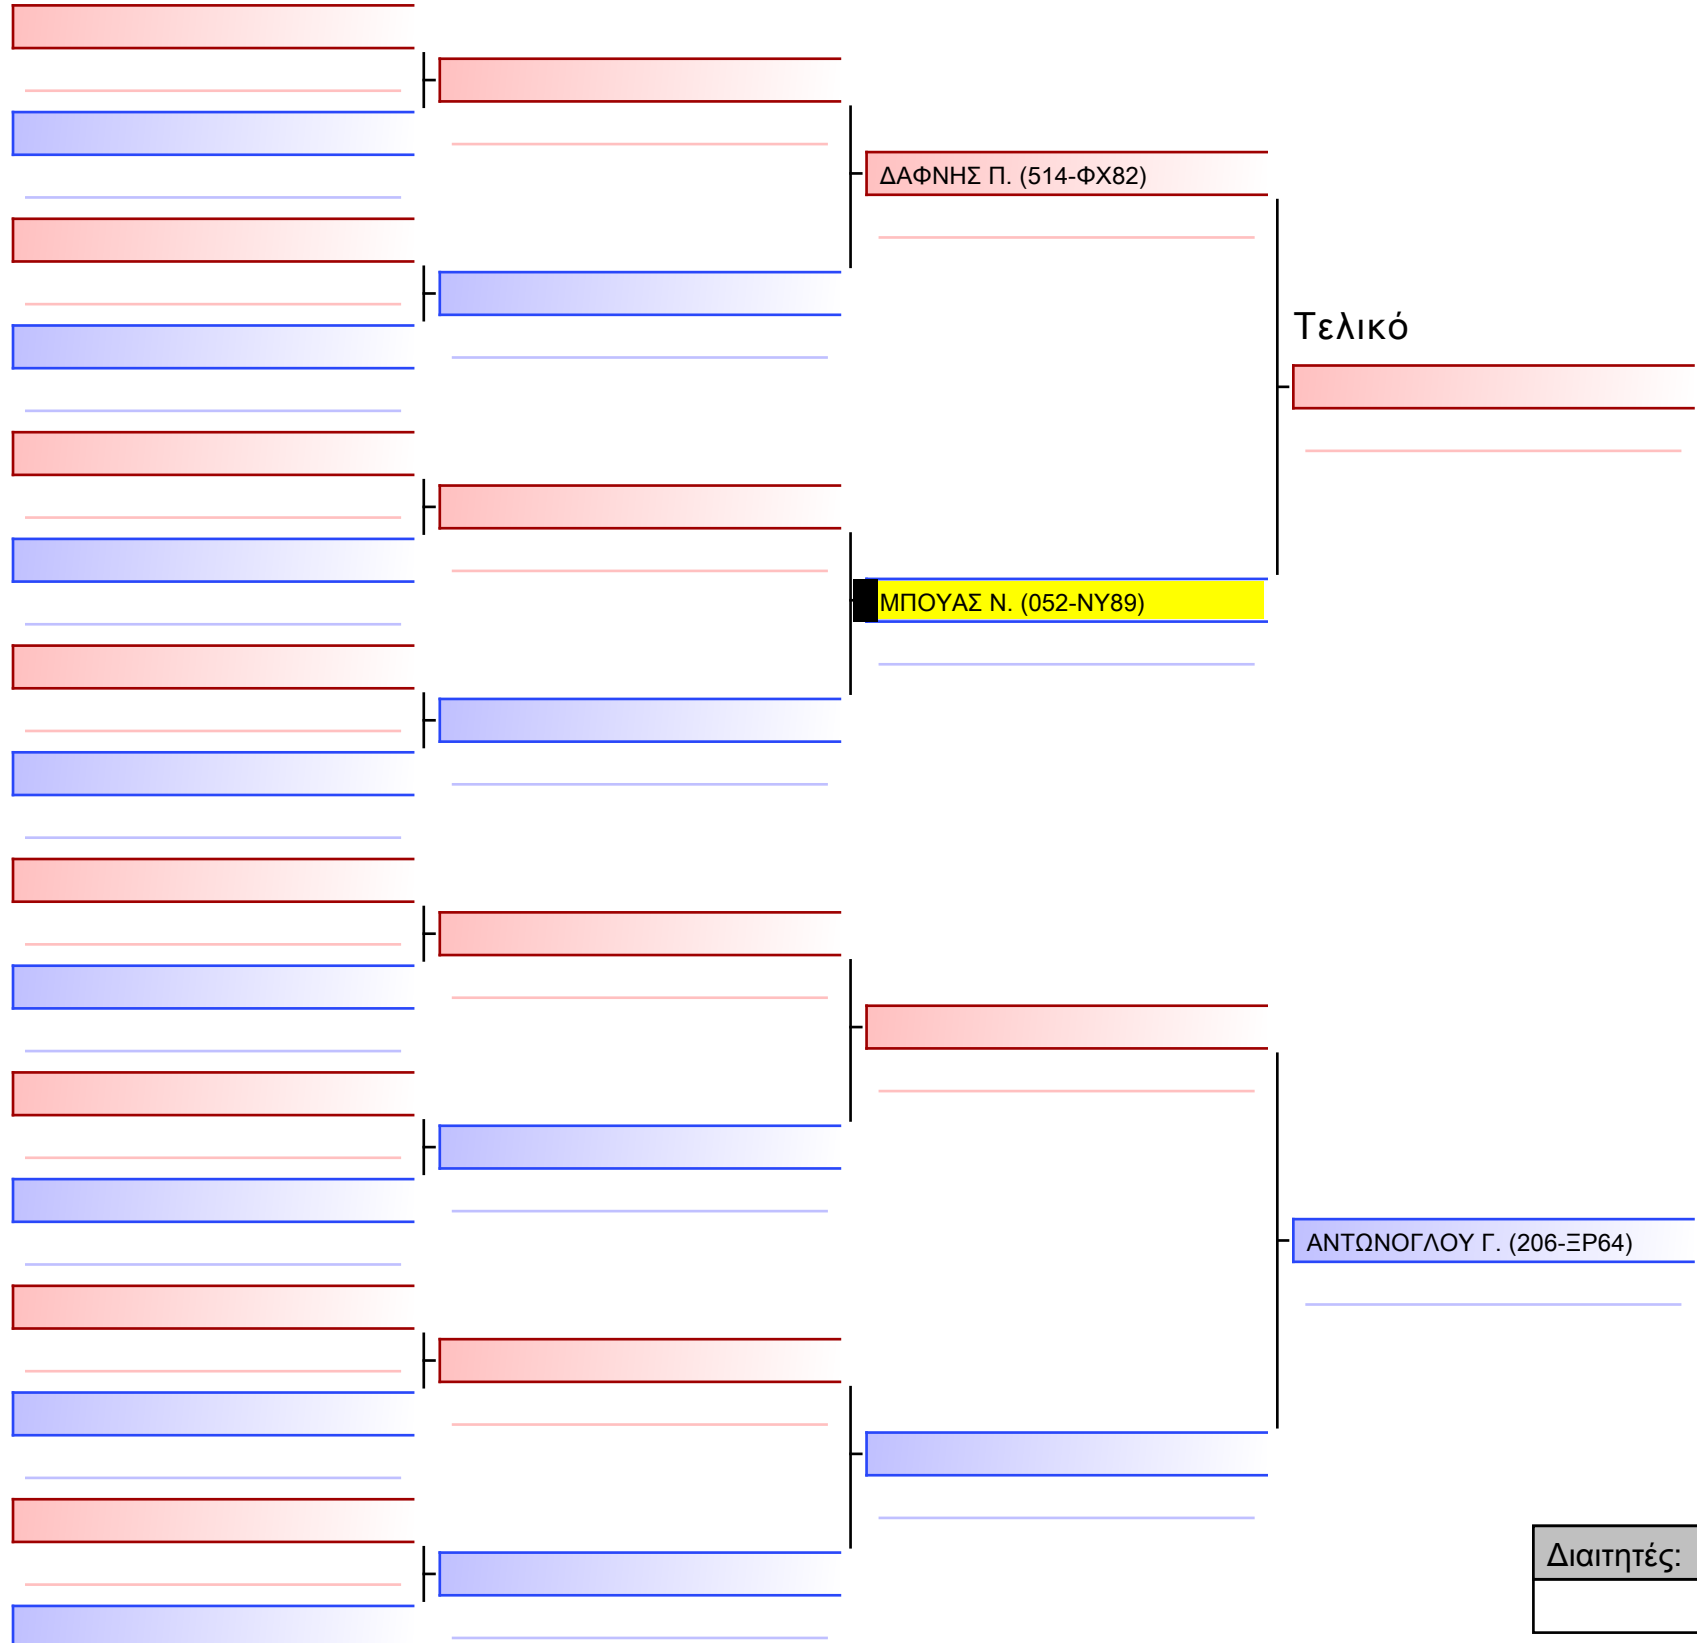 ΔΑΦΝΗΣ Π. (514-ΦΧ82)
Τελικό
ΜΠΟΥΑΣ Ν. (052-ΝΥ89)
ΑΝΤΩΝΟΓΛΟΥ Γ. (206-ΞΡ64)
Διαιτητές: